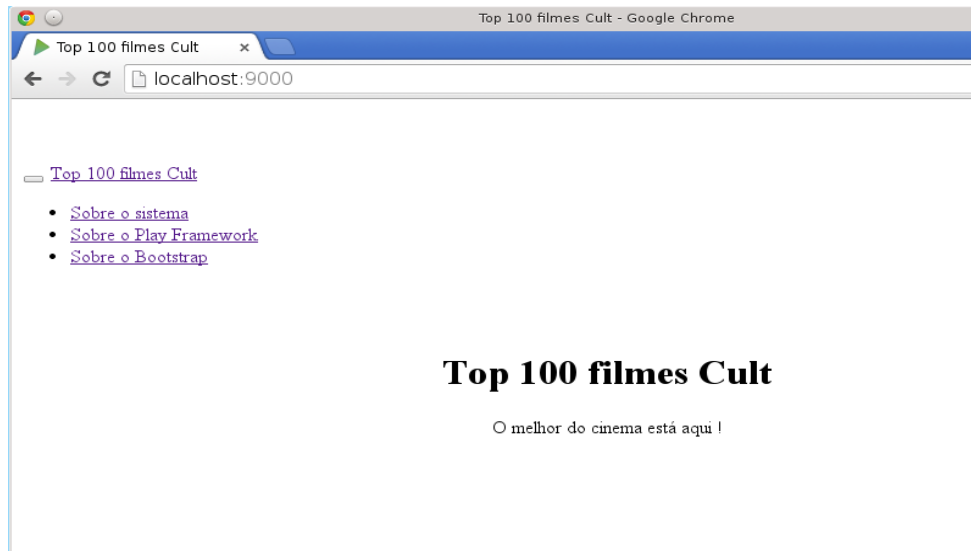 Top 100 filmes Cult - Google Chrome
Top 100 filmes Cult
localhost:9000
Top 100 filmes Cult
Sobre o sistema
Sobre o Play Framework
Sobre o Bootstrap
Top 100 filmes Cult
O melhor do cinema está aqui !